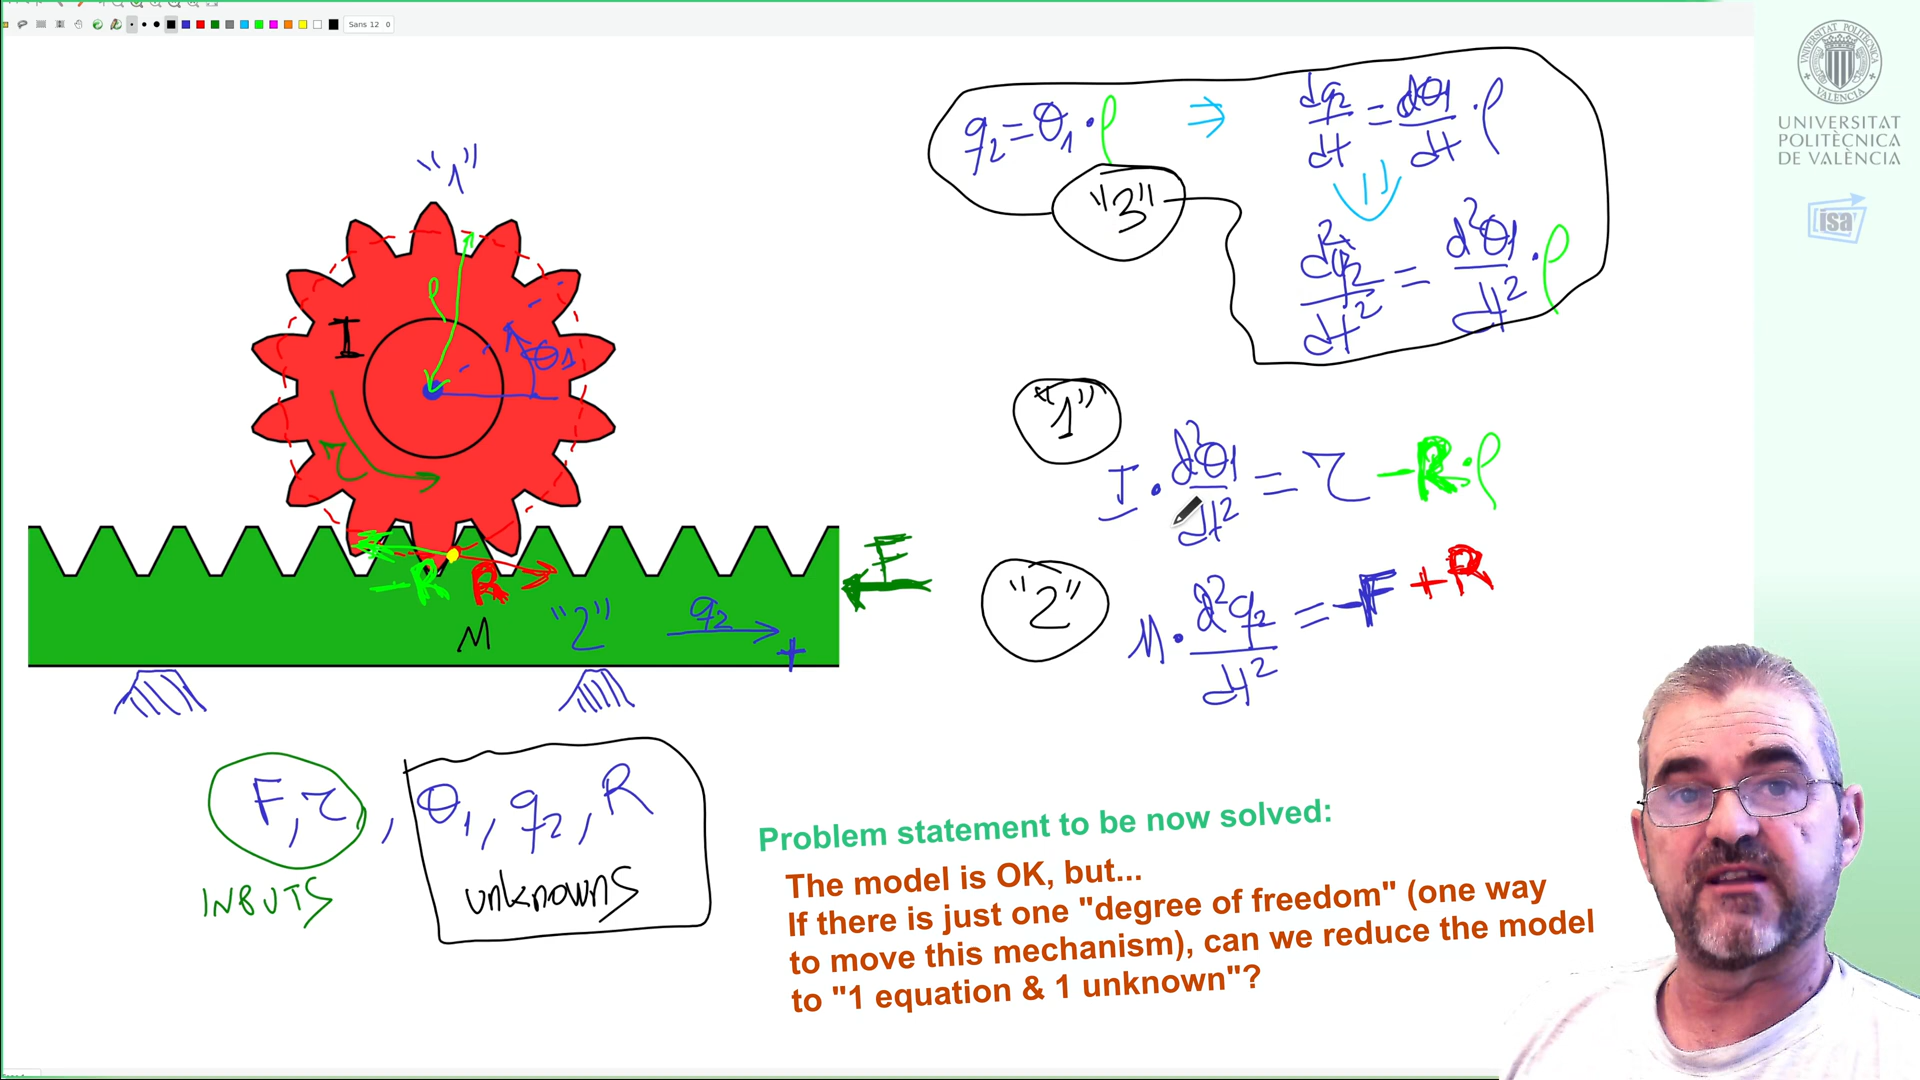 Sans 12
"1"
ρ
I
θ1
τ
-R
R
F
"2"
q2
+
M
F, τ, θ1, q2, R
INPUTS
unknowns
q2 = θ1 · ρ ⇒ dq2/dt = dθ1/dt · ρ
"3"
d²q2/dt² = d²θ1/dt² · ρ
"1"
I · d²θ1/dt² = τ - R · ρ
"2"
M · d²q2/dt² = -F + R
Problem statement to be now solved:
The model is OK, but...
If there is just one "degree of freedom" (one way
to move this mechanism), can we reduce the model
to "1 equation & 1 unknown"?
UNIVERSITAT
POLITÈCNICA
DE VALÈNCIA
isa